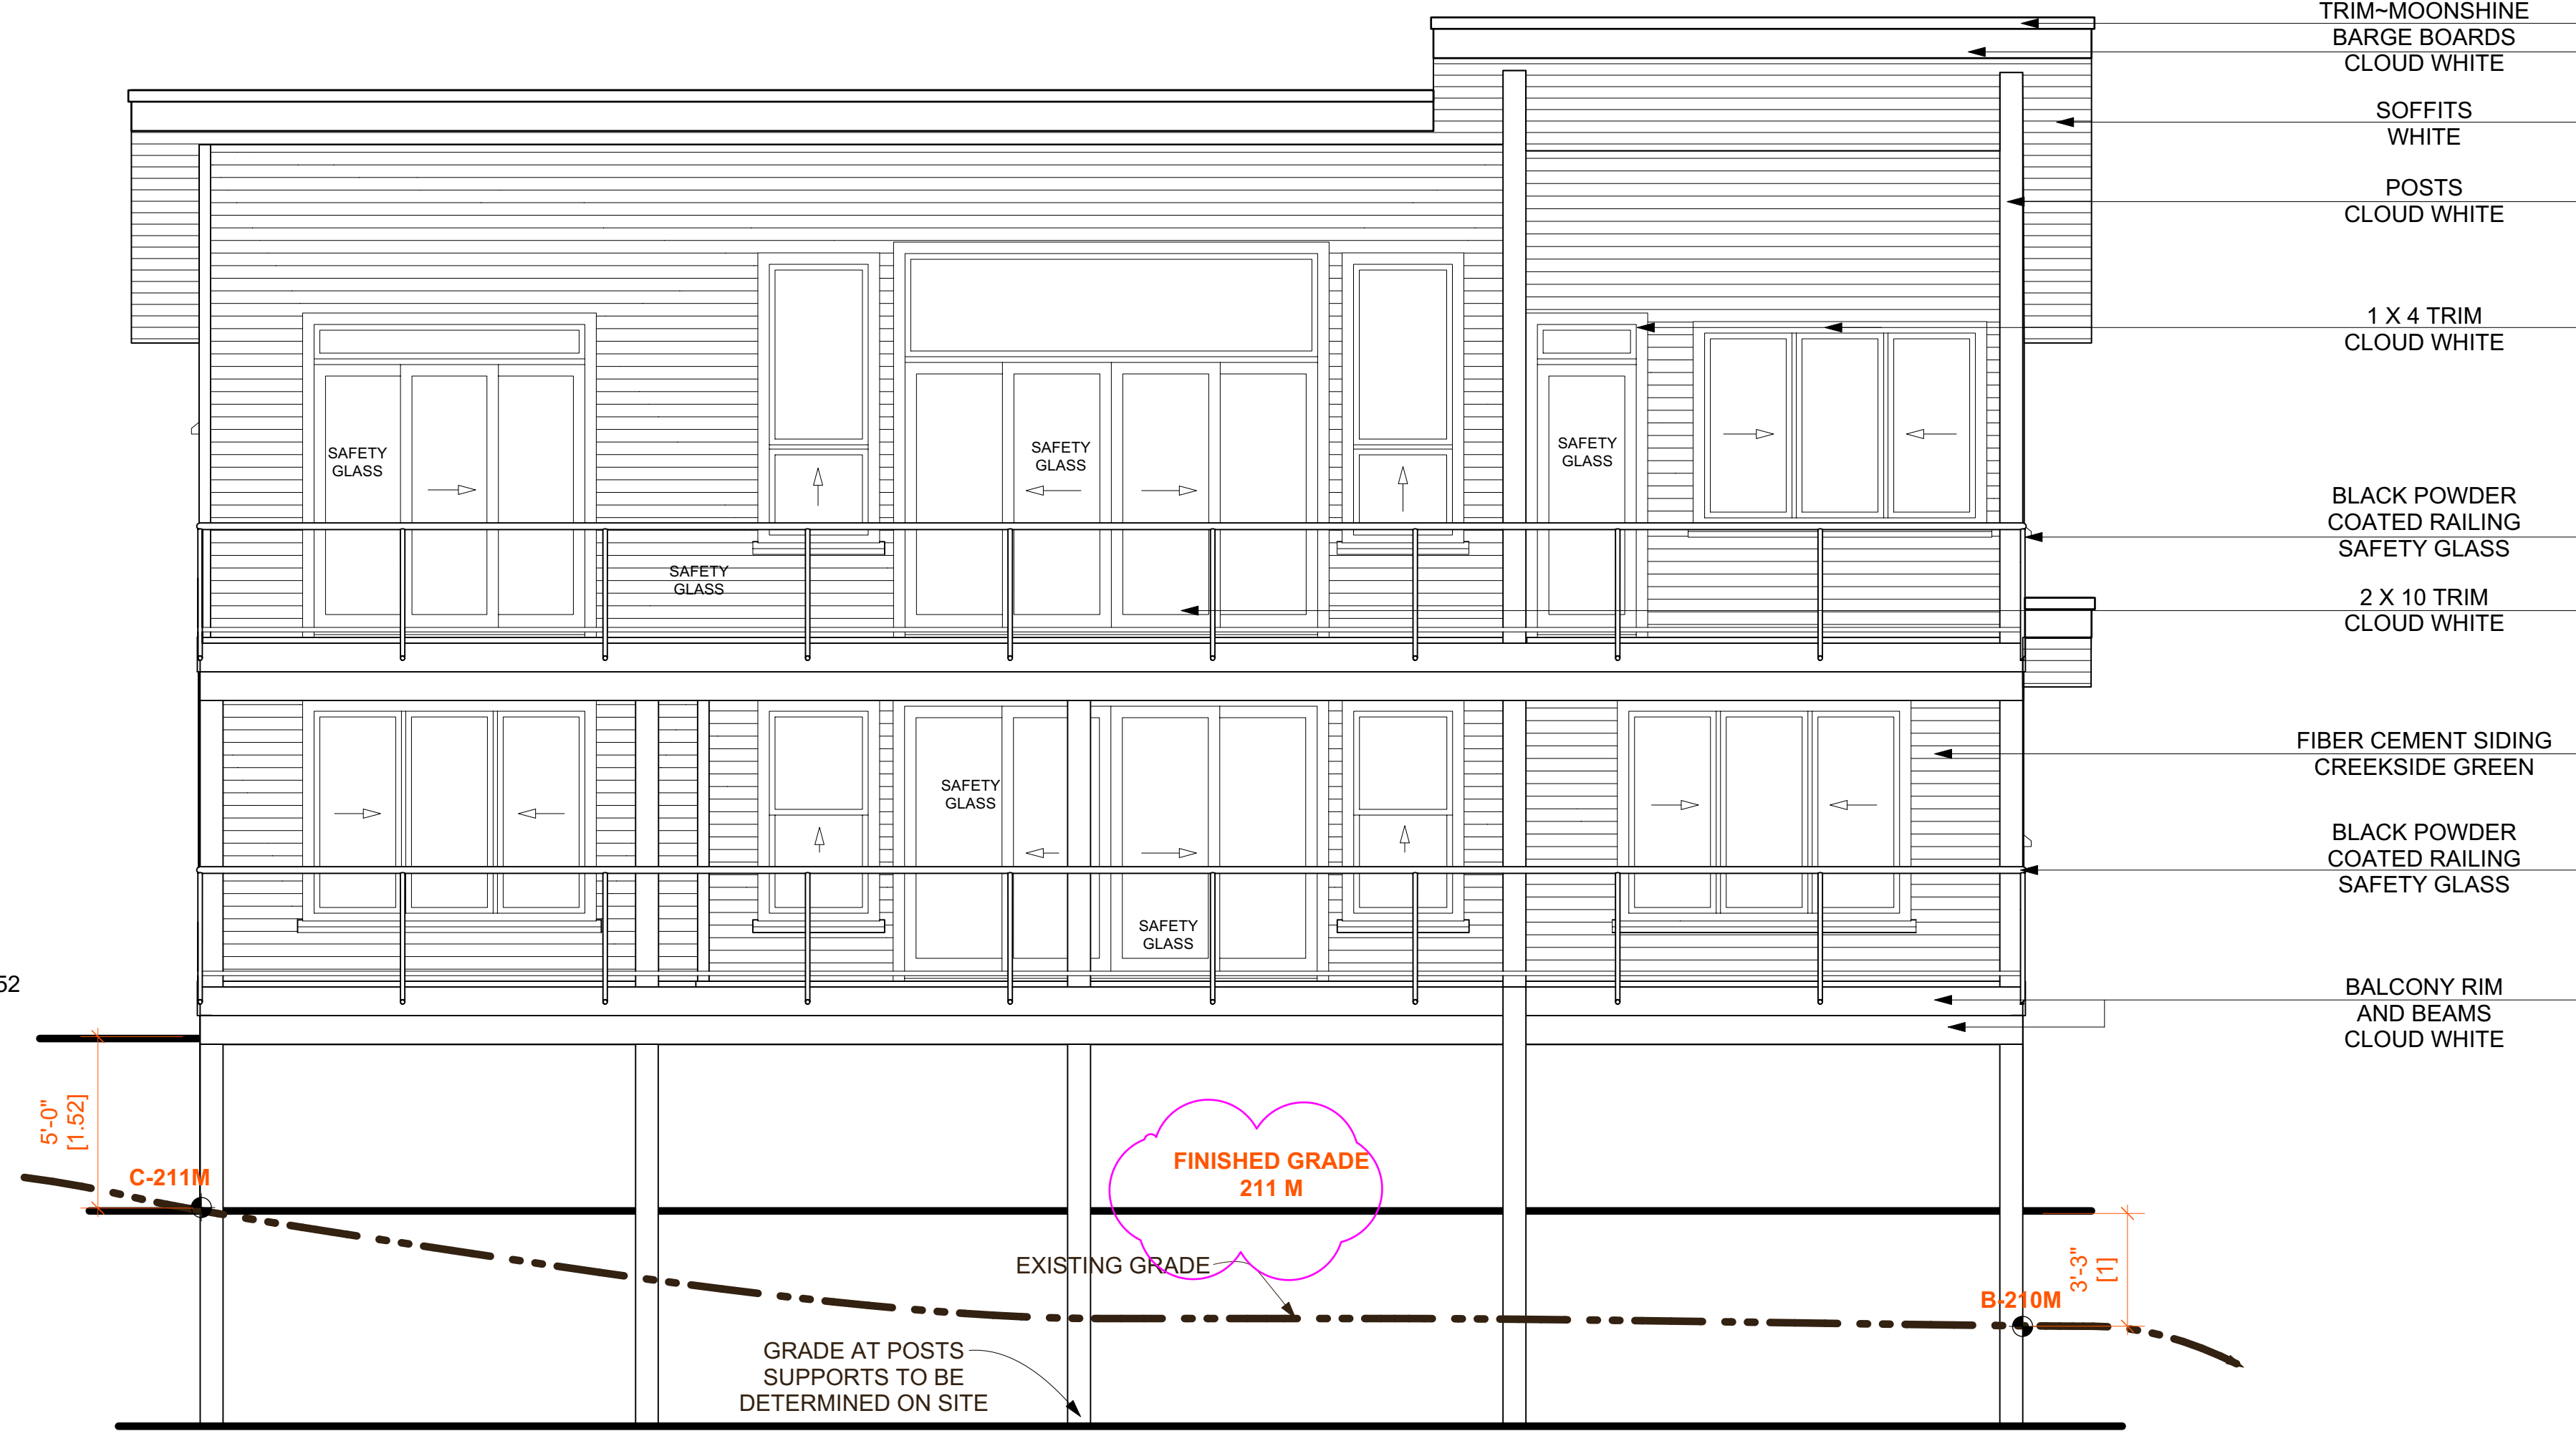 TRIM~MOONSHINE
BARGE BOARDS
CLOUD WHITE
SOFFITS
WHITE
POSTS
CLOUD WHITE
1 X 4 TRIM
CLOUD WHITE
SAFETY
GLASS
SAFETY
GLASS
SAFETY
GLASS
BLACK POWDER
COATED RAILING
SAFETY GLASS
SAFETY
GLASS
2 X 10 TRIM
CLOUD WHITE
FIBER CEMENT SIDING
CREEKSIDE GREEN
SAFETY
GLASS
BLACK POWDER
COATED RAILING
SAFETY GLASS
SAFETY
GLASS
52
BALCONY RIM
AND BEAMS
CLOUD WHITE
5'-0"
[1.52]
C-211M
FINISHED GRADE
211 M
EXISTING GRADE
3'-3"
[1]
B-210M
GRADE AT POSTS
SUPPORTS TO BE
DETERMINED ON SITE